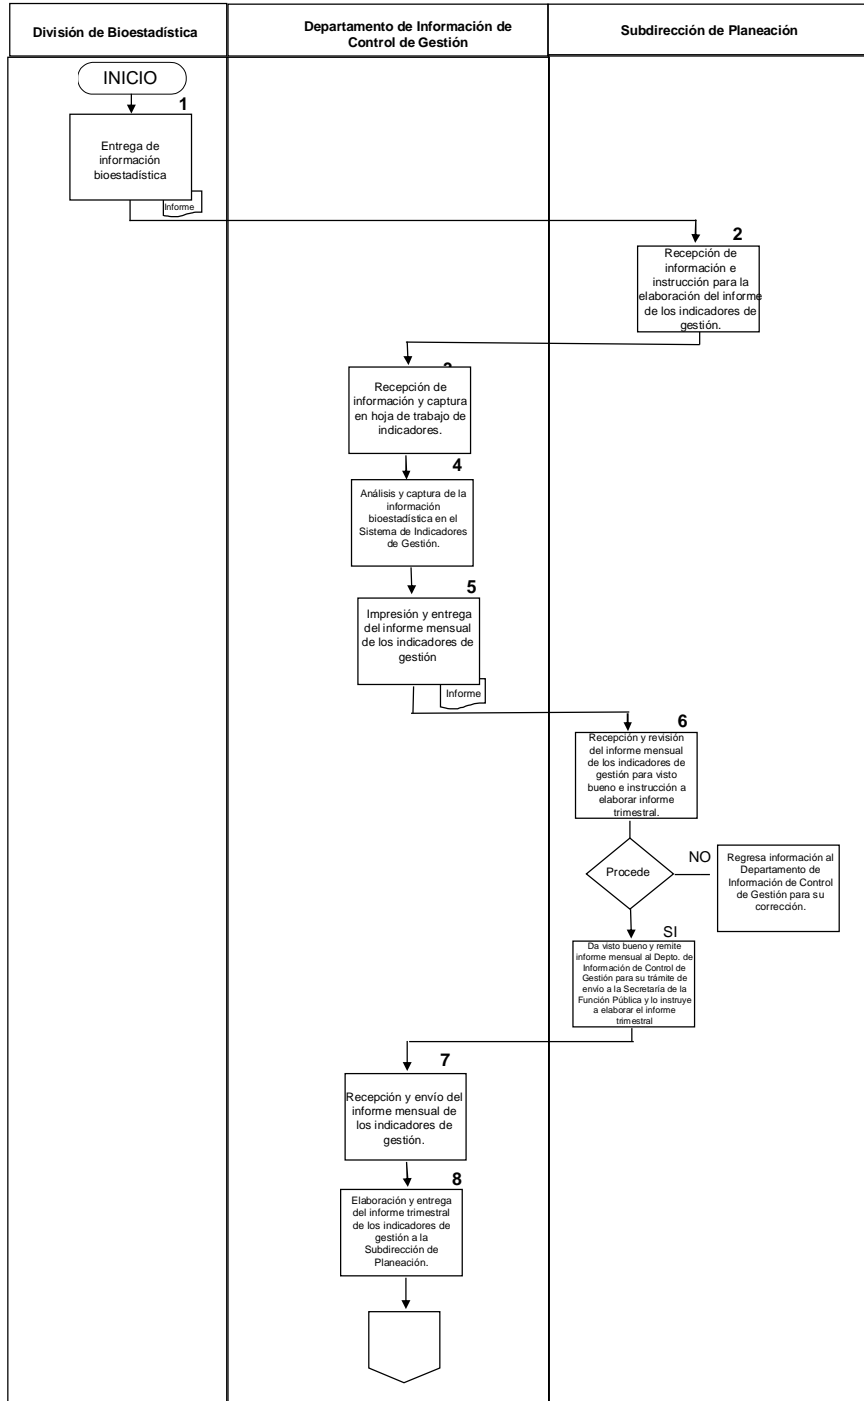 División de Bioestadística
Departamento de Información de
Control de Gestión
Subdirección de Planeación
INICIO
1
Entrega de
información
bioestadística
Informe
2
Recepción de
información e
instrucción para la
elaboración del informe
de los indicadores de
gestión.
Recepción de
información y captura
en hoja de trabajo de
indicadores.
4
Análisis y captura de la
información
bioestadística en el
Sistema de Indicadores
de Gestión.
5
Impresión y entrega
del informe mensual
de los indicadores de
gestión
Informe
6
Recepción y revisión
del informe mensual
de los indicadores de
gestión para visto
bueno e instrucción a
elaborar informe
trimestral.
Procede
NO
Regresa información al
Departamento de
Información de Control
de Gestión para su
corrección.
SI
Da visto bueno y remite
informe mensual al Depto. de
Información de Control de
Gestión para su trámite de
envío a la Secretaría de la
Función Pública y lo instruye
a elaborar el informe
trimestral
7
Recepción y envío del
informe mensual de
los indicadores de
gestión.
8
Elaboración y entrega
del informe trimestral
de los indicadores de
gestión a la
Subdirección de
Planeación.